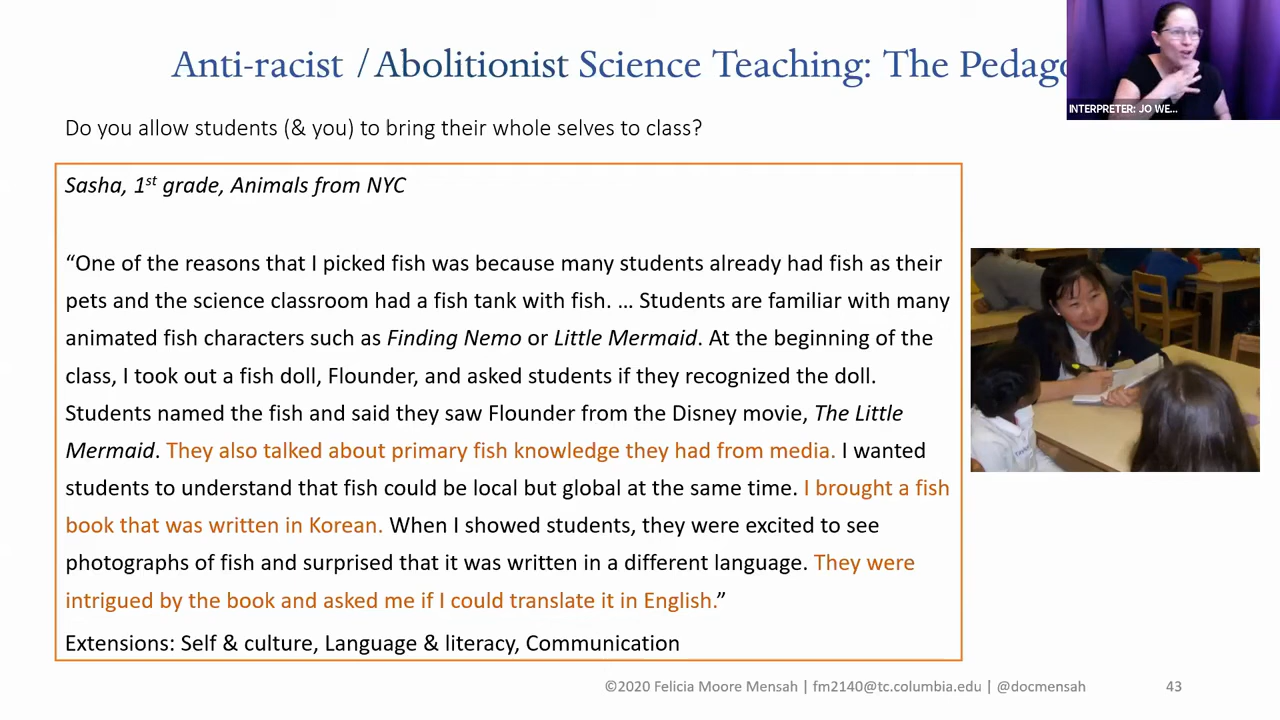 Anti-racist / Abolitionist Science Teaching: The Pedago
INTERPRETER: JO WE...
Do you allow students (& you) to bring their whole selves to class?
Sasha, 1st grade, Animals from NYC
“One of the reasons that I picked fish was because many students already had fish as their
pets and the science classroom had a fish tank with fish. … Students are familiar with many
animated fish characters such as Finding Nemo or Little Mermaid. At the beginning of the
class, I took out a fish doll, Flounder, and asked students if they recognized the doll.
Students named the fish and said they saw Flounder from the Disney movie, The Little
Mermaid. They also talked about primary fish knowledge they had from media. I wanted
students to understand that fish could be local but global at the same time. I brought a fish
book that was written in Korean. When I showed students, they were excited to see
photographs of fish and surprised that it was written in a different language. They were
intrigued by the book and asked me if I could translate it in English.”
Extensions: Self & culture, Language & literacy, Communication
©2020 Felicia Moore Mensah | fm2140@tc.columbia.edu | @docmensah
43